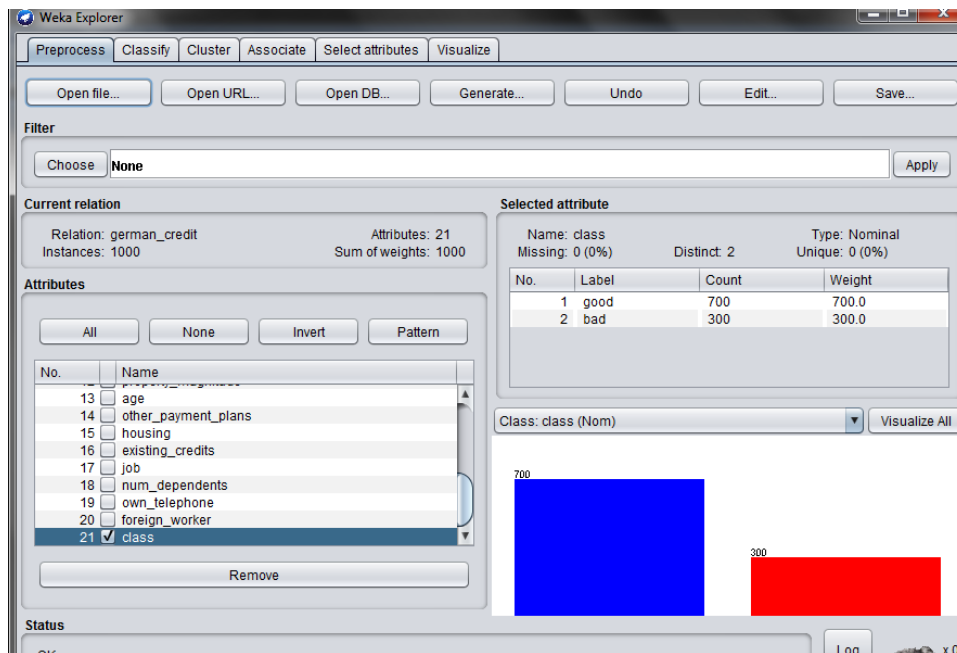 Weka Explorer
Preprocess Classify Cluster Associate Select attributes Visualize
Open file... Open URL... Open DB... Generate... Undo Edit... Save...
Filter
Choose None Apply
Current relation
Relation: german_credit Attributes: 21
Instances: 1000 Sum of weights: 1000
Attributes
All None Invert Pattern
No. Name
13 age
14 other_payment_plans
15 housing
16 existing_credits
17 job
18 num_dependents
19 own_telephone
20 foreign_worker
21 class
Remove
Selected attribute
Name: class Type: Nominal
Missing: 0 (0%) Distinct: 2 Unique: 0 (0%)
No. Label Count Weight
1 good 700 700.0
2 bad 300 300.0
Class: class (Nom) Visualize All
700
300
Status
Log